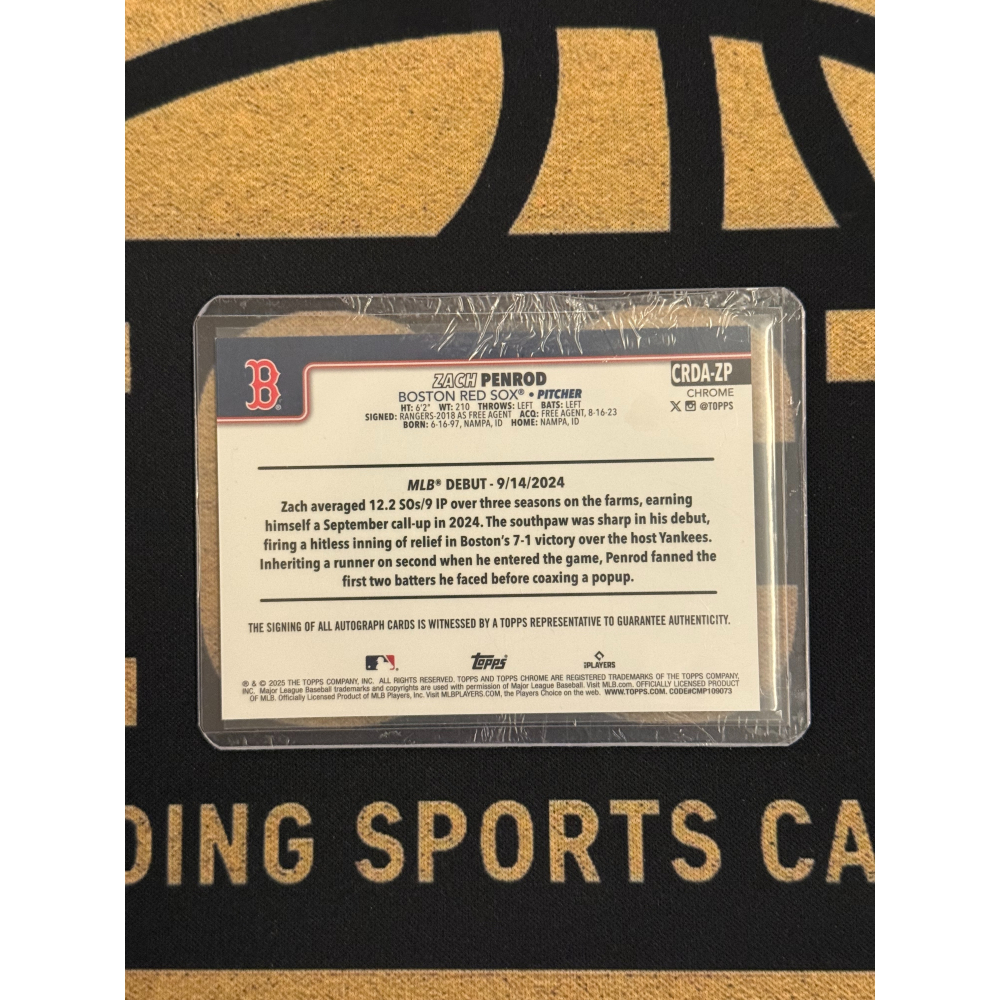 B
ZACH PENROD
CRDA-ZP
BOSTON RED SOX® • PITCHER
CHROME
HT: 6'2" WT: 210 THROWS: LEFT BATS: LEFT
@TOPPS
SIGNED: RANGERS-2018 AS FREE AGENT ACQ: FREE AGENT, 8-16-23
BORN: 6-16-97, NAMPA, ID HOME: NAMPA, ID
MLB® DEBUT - 9/14/2024
Zach averaged 12.2 SOs/9 IP over three seasons on the farms, earning
himself a September call-up in 2024. The southpaw was sharp in his debut,
firing a hitless inning of relief in Boston's 7-1 victory over the host Yankees.
Inheriting a runner on second when he entered the game, Penrod fanned the
first two batters he faced before coaxing a popup.
THE SIGNING OF ALL AUTOGRAPH CARDS IS WITNESSED BY A TOPPS REPRESENTATIVE TO GUARANTEE AUTHENTICITY.
Topps
PLAYERS
® & © 2025 THE TOPPS COMPANY, INC. ALL RIGHTS RESERVED. TOPPS AND TOPPS CHROME ARE REGISTERED TRADEMARKS OF THE TOPPS COMPANY,
INC. Major League Baseball trademarks and copyrights are used with permission of Major League Baseball. Visit MLB.com. OFFICIALLY LICENSED PRODUCT
OF MLB Players, Inc. Officially Licensed Product of MLB Players, Inc. Visit MLBPLAYERS.COM, the Players Choice on the web. WWW.TOPPS.COM. CODE#CMP109073
DING SPORTS CA